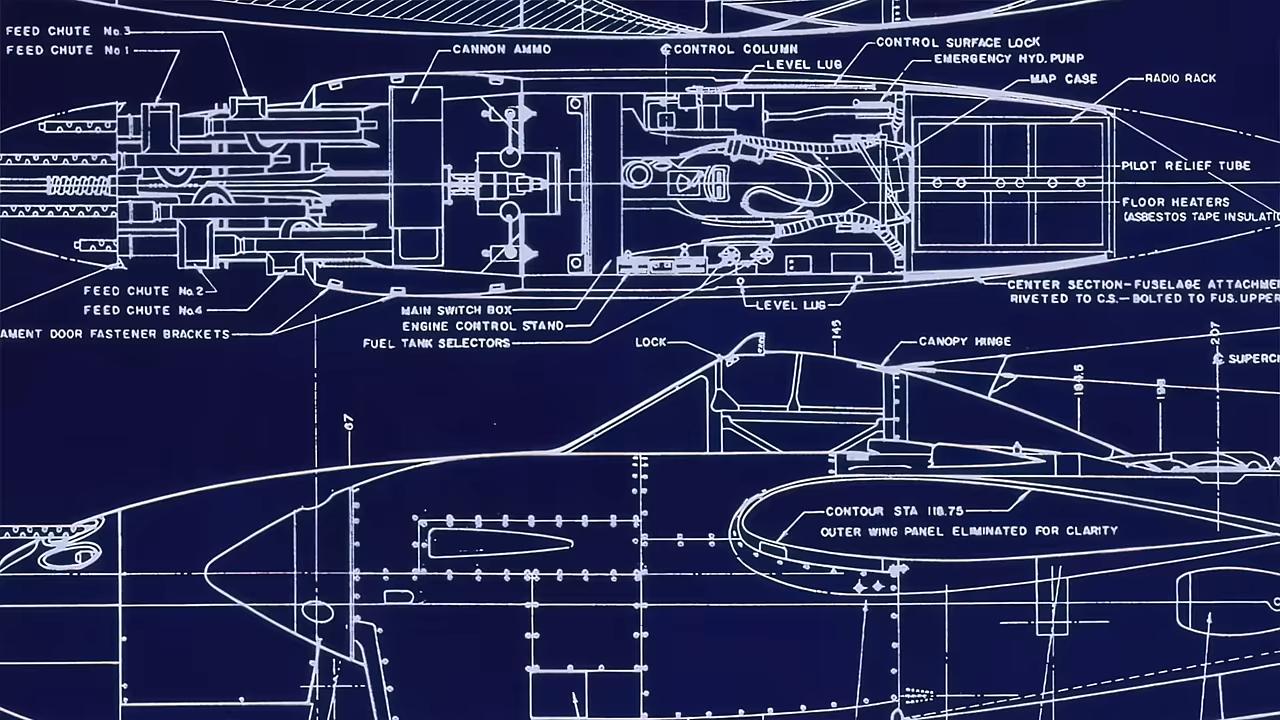 FEED CHUTE No.3
FEED CHUTE No.1
CANNON AMMO
℄ CONTROL COLUMN
LEVEL LUG
CONTROL SURFACE LOCK
EMERGENCY HYD. PUMP
MAP CASE
RADIO RACK
PILOT RELIEF TUBE
FLOOR HEATERS
(ASBESTOS TAPE INSULATI
FEED CHUTE No.2
FEED CHUTE No.4
AMENT DOOR FASTENER BRACKETS
MAIN SWITCH BOX
ENGINE CONTROL STAND
FUEL TANK SELECTORS
LEVEL LUG
CENTER SECTION-FUSELAGE ATTACHME
RIVETED TO C.S.-BOLTED TO FUS. UPPER
LOCK
145
CANOPY HINGE
207
℄ SUPERC
198
67
CONTOUR STA 118.75
OUTER WING PANEL ELIMINATED FOR CLARITY